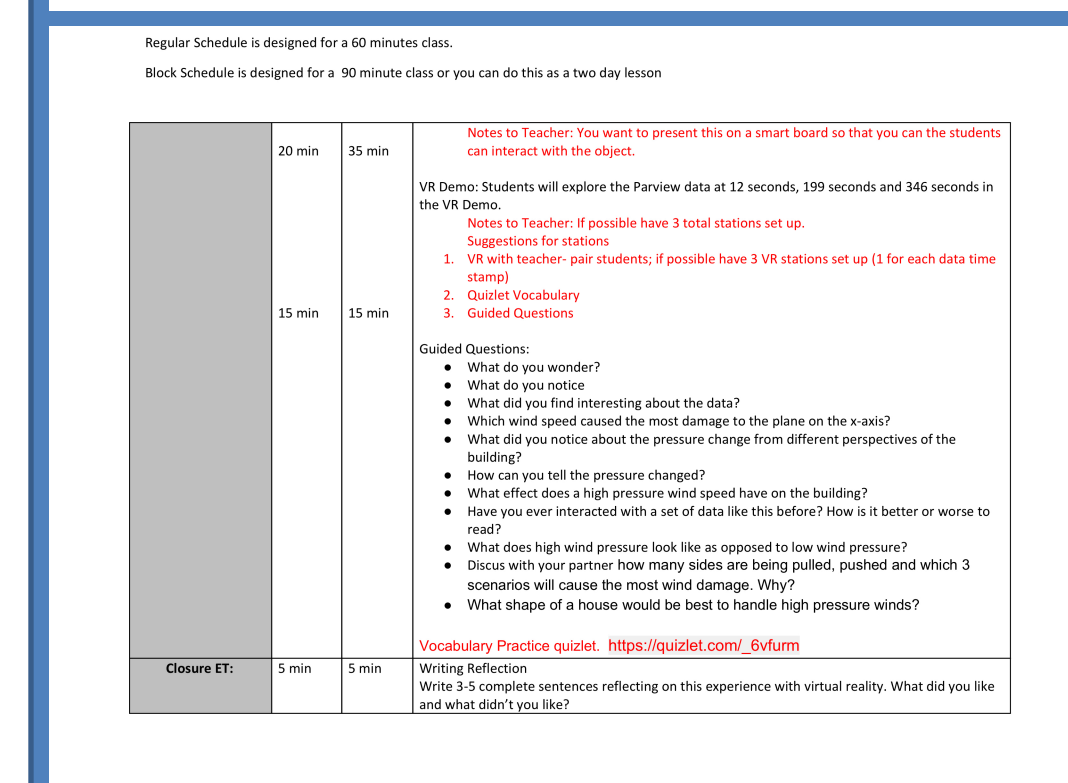 Regular Schedule is designed for a 60 minutes class.
Block Schedule is designed for a  90 minute class or you can do this as a two day lesson
Notes to Teacher: You want to present this on a smart board so that you can the students
20 min 35 min can interact with the object.
VR Demo: Students will explore the Parview data at 12 seconds, 199 seconds and 346 seconds in
the VR Demo.
Notes to Teacher: If possible have 3 total stations set up.
Suggestions for stations
1. VR with teacher- pair students; if possible have 3 VR stations set up (1 for each data time
stamp)
2. Quizlet Vocabulary
15 min 15 min 3. Guided Questions
Guided Questions:
● What do you wonder?
● What do you notice
● What did you find interesting about the data?
● Which wind speed caused the most damage to the plane on the x-axis?
● What did you notice about the pressure change from different perspectives of the
building?
● How can you tell the pressure changed?
● What effect does a high pressure wind speed have on the building?
● Have you ever interacted with a set of data like this before? How is it better or worse to
read?
● What does high wind pressure look like as opposed to low wind pressure?
● Discus with your partner how many sides are being pulled, pushed and which 3
scenarios will cause the most wind damage. Why?
● What shape of a house would be best to handle high pressure winds?
Vocabulary Practice quizlet.  https://quizlet.com/_6vfurm
Closure ET: 5 min 5 min Writing Reflection
Write 3-5 complete sentences reflecting on this experience with virtual reality. What did you like
and what didn’t you like?